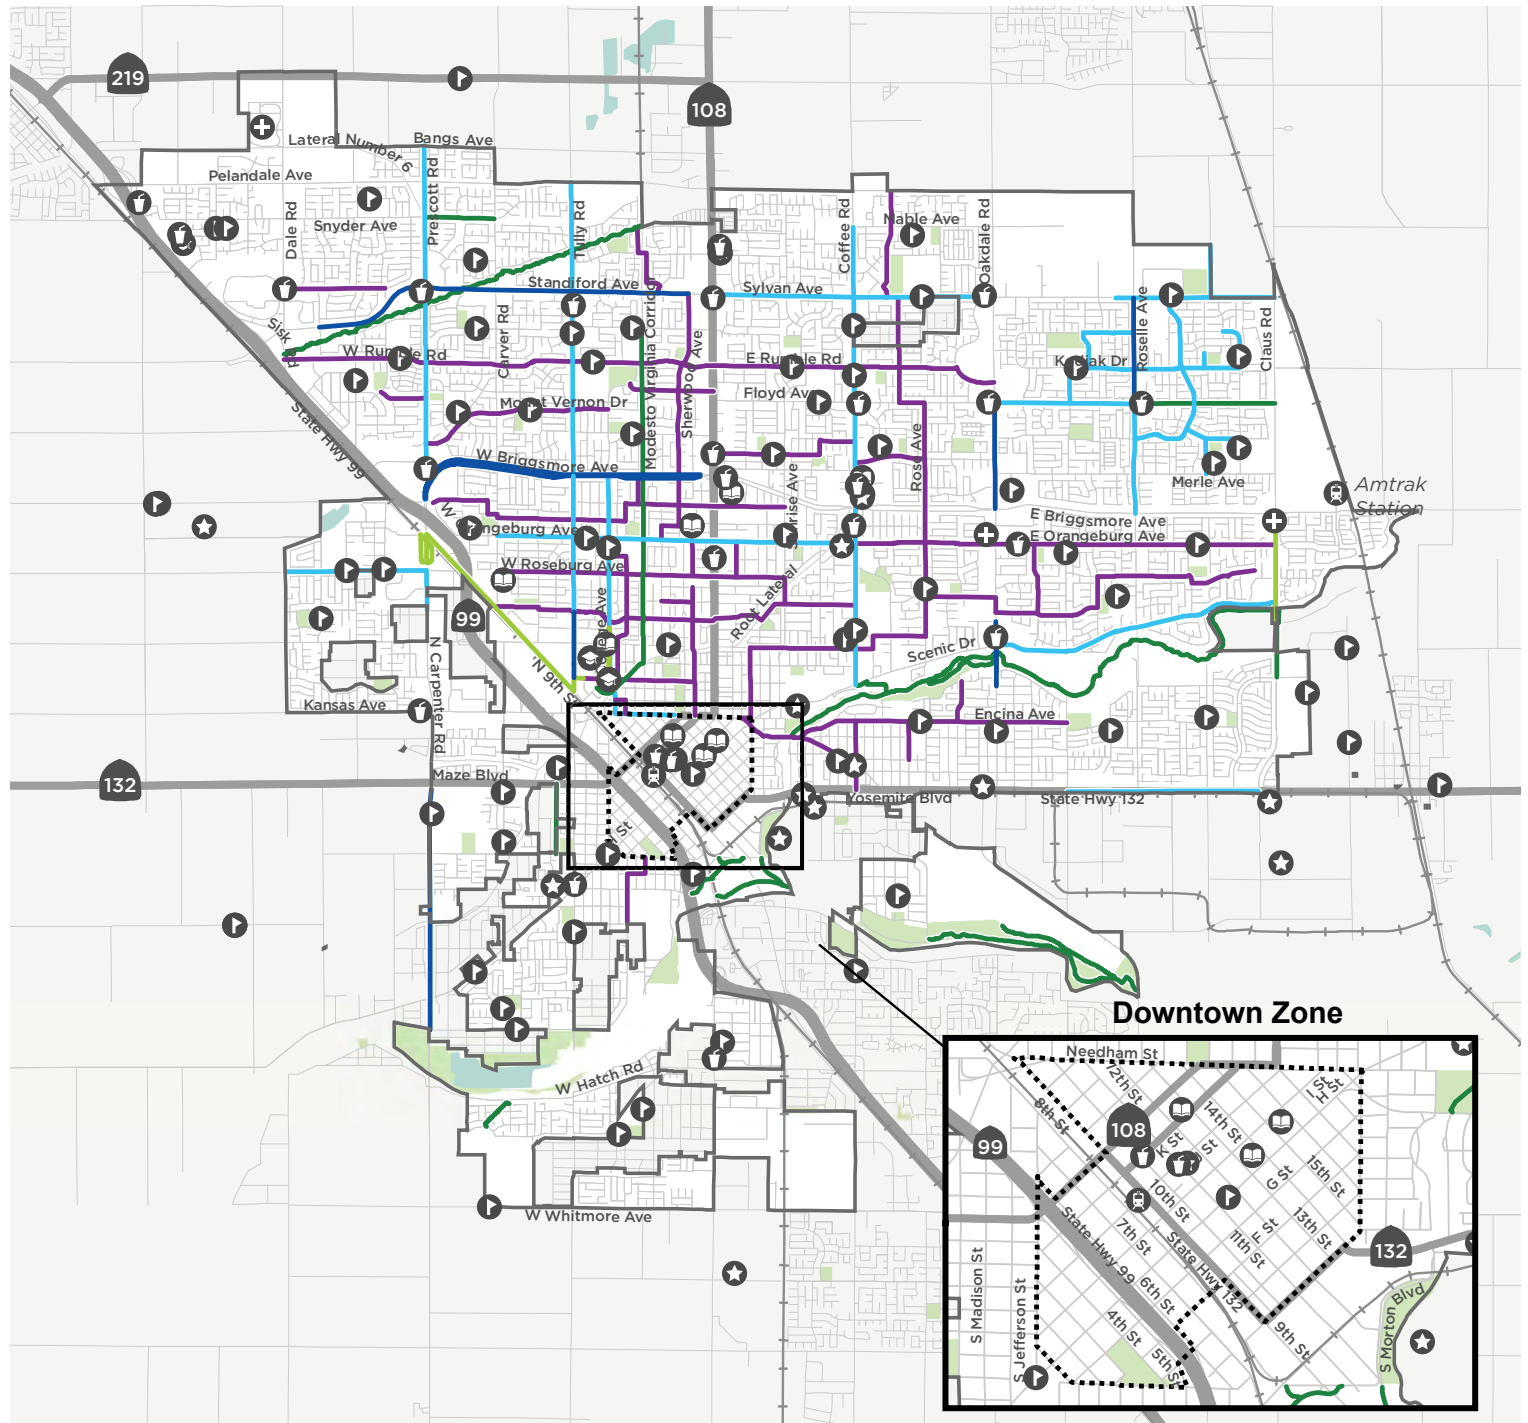 219
108
Lateral Number 6
Bangs Ave
Pelandale Ave
Prescott Rd
Dale Rd
Snyder Ave
Tully Rd
Coffee Rd
Nable Ave
Oakdale Rd
Standiford Ave
Sylvan Ave
Sisk Rd
Carver Rd
Modesto Virginia Corridor
Sherwood Ave
Roselle Ave
Claus Rd
W Rumble Rd
E Rumble Rd
Kodiak Dr
State Hwy 99
Mount Vernon Dr
Floyd Ave
W Briggsmore Ave
Rose Ave
Merle Ave
Amtrak
Station
W Orangeburg Ave
E Briggsmore Ave
E Orangeburg Ave
W Roseburg Ave
Root Lateral
99
N Carpenter Rd
N 9th St
Scenic Dr
Kansas Ave
Encina Ave
132
Maze Blvd
Yosemite Blvd
State Hwy 132
W Hatch Rd
W Whitmore Ave
Downtown Zone
Needham St
12th St
I St
H St
8th St
108
14th St
99
K St
J St
15th St
G St
10th St
13th St
F St
11th St
7th St
State Hwy 99
State Hwy 132
132
6th St
4th St
5th St
9th St
S Madison St
S Jefferson St
S Morton Blvd